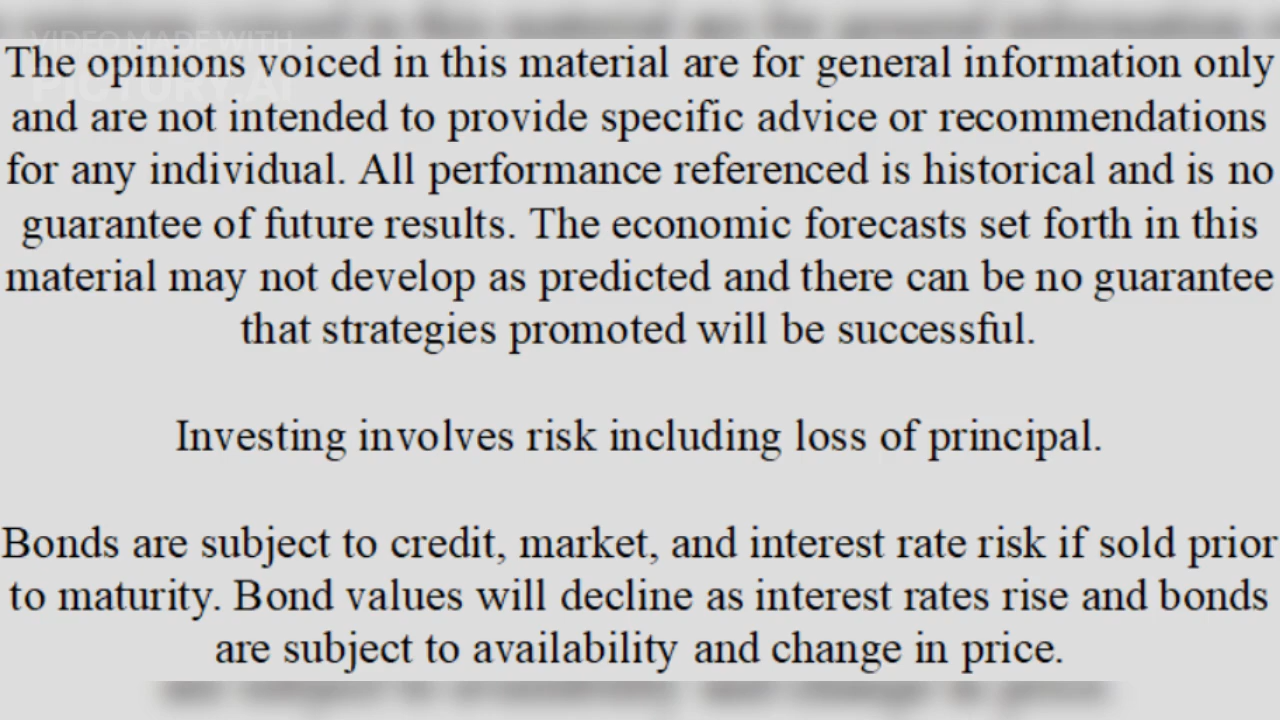 VIDEO MADE WITH
PICTORY.AI
The opinions voiced in this material are for general information only
and are not intended to provide specific advice or recommendations
for any individual. All performance referenced is historical and is no
guarantee of future results. The economic forecasts set forth in this
material may not develop as predicted and there can be no guarantee
that strategies promoted will be successful.
Investing involves risk including loss of principal.
Bonds are subject to credit, market, and interest rate risk if sold prior
to maturity. Bond values will decline as interest rates rise and bonds
are subject to availability and change in price.